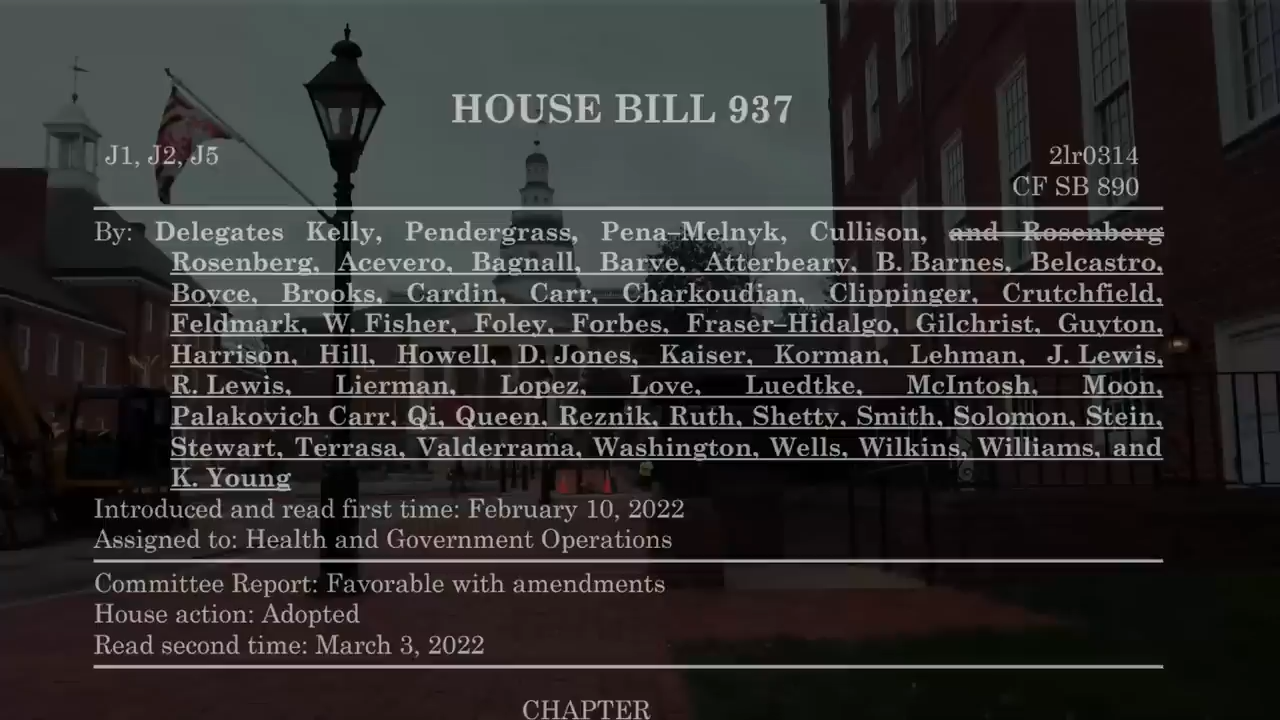 HOUSE BILL 937
J1, J2, J5 2lr0314
CF SB 890
By: Delegates Kelly, Pendergrass, Pena–Melnyk, Cullison, and Rosenberg
Rosenberg, Acevero, Bagnall, Barve, Atterbeary, B. Barnes, Belcastro,
Boyce, Brooks, Cardin, Carr, Charkoudian, Clippinger, Crutchfield,
Feldmark, W. Fisher, Foley, Forbes, Fraser–Hidalgo, Gilchrist, Guyton,
Harrison, Hill, Howell, D. Jones, Kaiser, Korman, Lehman, J. Lewis,
R. Lewis, Lierman, Lopez, Love, Luedtke, McIntosh, Moon,
Palakovich Carr, Qi, Queen, Reznik, Ruth, Shetty, Smith, Solomon, Stein,
Stewart, Terrasa, Valderrama, Washington, Wells, Wilkins, Williams, and
K. Young
Introduced and read first time: February 10, 2022
Assigned to: Health and Government Operations
Committee Report: Favorable with amendments
House action: Adopted
Read second time: March 3, 2022
CHAPTER